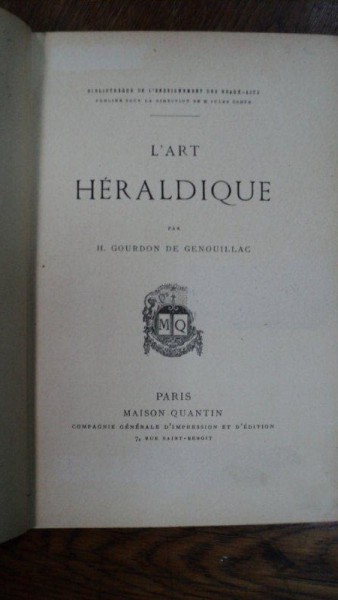 BIBLIOTHÈQUE DE L'ENSEIGNEMENT DES BEAUX-ARTS
PUBLIÉE SOUS LA DIRECTION DE M. JULES COMTE
L'ART
HÉRALDIQUE
PAR
H. GOURDON DE GENOUILLAC
M Q
PARIS
MAISON QUANTIN
COMPAGNIE GÉNÉRALE D'IMPRESSION ET D'ÉDITION
7, RUE SAINT-BENOIT